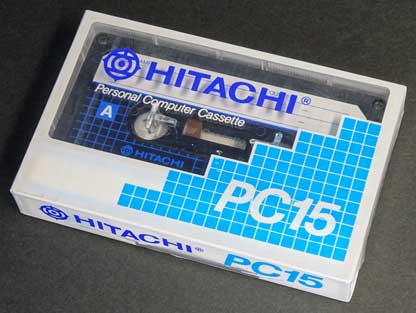 HITACHI®
Personal Computer Cassette
A
HITACHI
PC15
HITACHI®
PC15